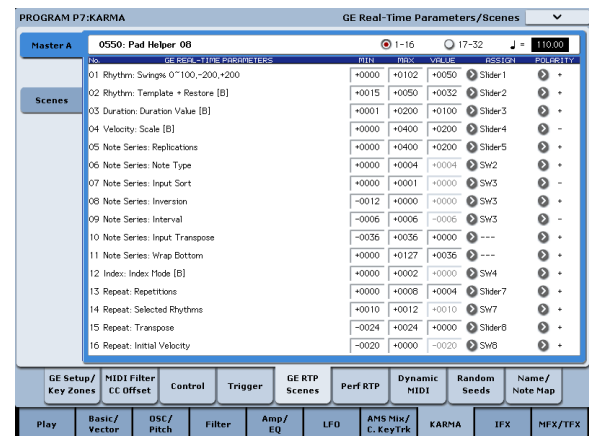 PROGRAM P7:KARMA GE Real-Time Parameters/Scenes
Master A 0550: Pad Helper 08 1-16 17-32 ♩ = 110.00
No. GE REAL-TIME PARAMETERS MIN MAX VALUE ASSIGN POLARITY
01 Rhythm: Swing% 0~100,-200,+200 +0000 +0102 +0050 Slider1 +
02 Rhythm: Template + Restore [B] +0015 +0050 +0032 Slider2 +
03 Duration: Duration Value [B] +0001 +0200 +0100 Slider3 +
04 Velocity: Scale [B] +0000 +0400 +0200 Slider4 -
05 Note Series: Replications +0000 +0400 +0200 Slider5 +
06 Note Series: Note Type +0000 +0004 +0004 SW2 +
07 Note Series: Input Sort +0000 +0001 +0000 SW3 -
08 Note Series: Inversion -0012 +0000 +0000 SW3 +
09 Note Series: Interval -0006 +0006 -0006 SW3 -
10 Note Series: Input Transpose -0036 +0036 +0000 --- +
11 Note Series: Wrap Bottom +0000 +0127 +0036 --- +
12 Index: Index Mode [B] +0000 +0002 +0000 SW4 +
13 Repeat: Repetitions +0000 +0008 +0004 Slider7 +
14 Repeat: Selected Rhythms +0010 +0012 +0010 SW7 +
15 Repeat: Transpose -0024 +0024 +0000 Slider8 +
16 Repeat: Initial Velocity -0020 +0000 -0020 SW8 +
Scenes
GE Setup/ Key Zones MIDI Filter CC Offset Control Trigger GE RTP Scenes Perf RTP Dynamic MIDI Random Seeds Name/ Note Map
Play Basic/ Vector OSC/ Pitch Filter Amp/ EQ LFO AMS Mix/ C.KeyTrk KARMA IFX MFX/TFX